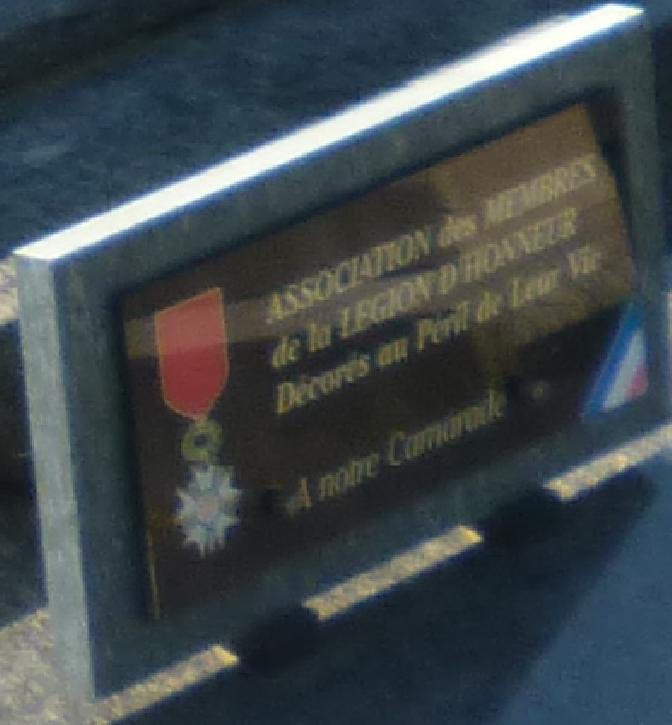 ASSOCIATION des MEMBRES
de la LEGION D'HONNEUR
Décorés au Péril de Leur Vie
A notre Camarade